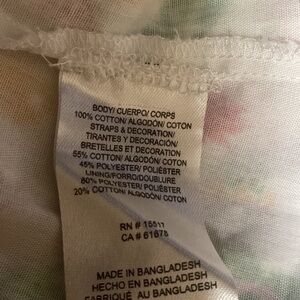 BODY/ CUERPO/ CORPS
100% COTTON/ ALGODÓN/ COTON
STRAPS & DECORATION/
TIRANTES Y DECORACIÓN/
BRETELLES ET DECORATION
55% COTTON/ ALGODÓN/ COTON
45% POLYESTER/ POLIÉSTER
LINING/FORRO/DOUBLURE
80% POLYESTER/ POLIÉSTER
20% COTTON/ ALGODÓN/ COTON
RN # 15517
CA # 61678
MADE IN BANGLADESH
HECHO EN BANGLADESH
FABRIQUÉ AU BANGLADESH